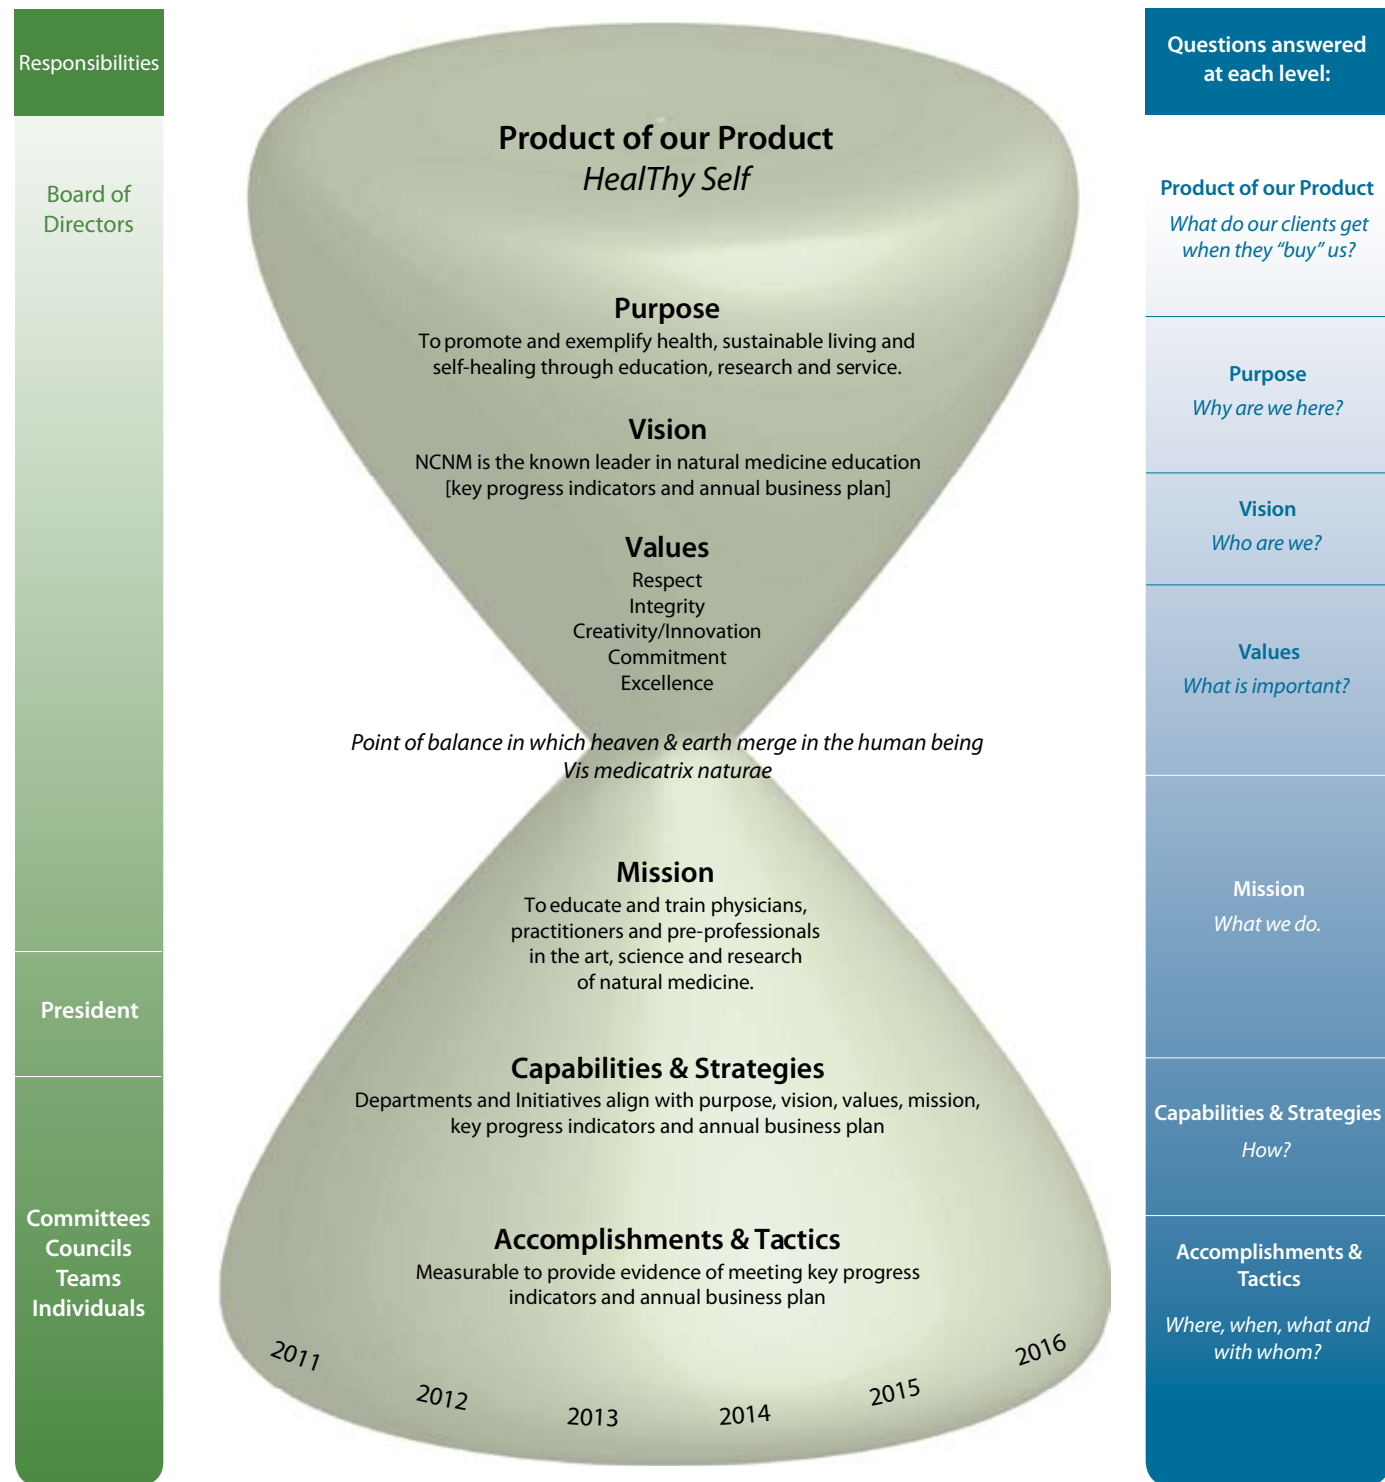 Responsibilities
Board of
Directors
President
Committees
Councils
Teams
Individuals
Product of our Product
HealThy Self
Purpose
To promote and exemplify health, sustainable living and
self-healing through education, research and service.
Vision
NCNM is the known leader in natural medicine education
[key progress indicators and annual business plan]
Values
Respect
Integrity
Creativity/Innovation
Commitment
Excellence
Point of balance in which heaven & earth merge in the human being
Vis medicatrix naturae
Mission
To educate and train physicians,
practitioners and pre-professionals
in the art, science and research
of natural medicine.
Capabilities & Strategies
Departments and Initiatives align with purpose, vision, values, mission,
key progress indicators and annual business plan
Accomplishments & Tactics
Measurable to provide evidence of meeting key progress
indicators and annual business plan
2011
2012
2013
2014
2015
2016
Questions answered
at each level:
Product of our Product
What do our clients get
when they “buy” us?
Purpose
Why are we here?
Vision
Who are we?
Values
What is important?
Mission
What we do.
Capabilities & Strategies
How?
Accomplishments &
Tactics
Where, when, what and
with whom?